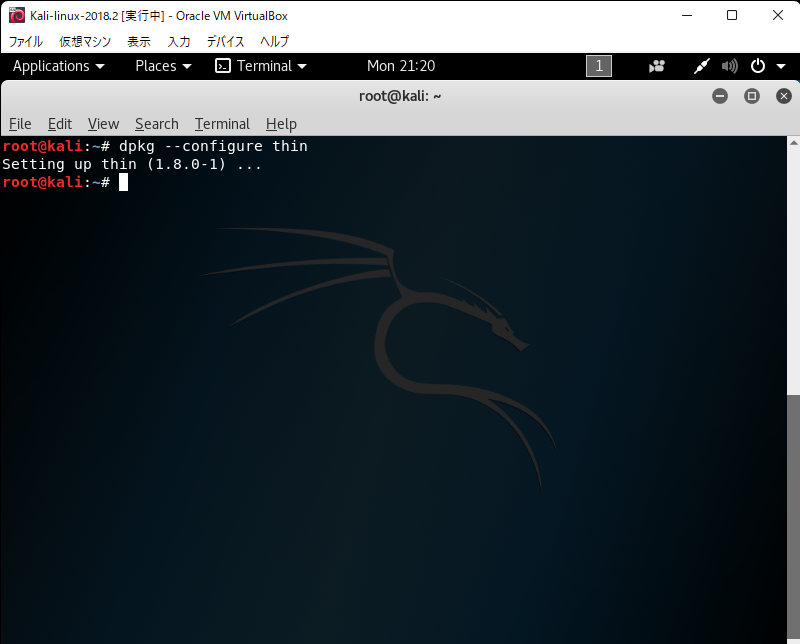 Kali-linux-2018.2 [実行中] - Oracle VM VirtualBox
ファイル 仮想マシン 表示 入力 デバイス ヘルプ
Applications Places Terminal Mon 21:20 1
root@kali: ~
File Edit View Search Terminal Help
root@kali:~# dpkg --configure thin
Setting up thin (1.8.0-1) ...
root@kali:~#